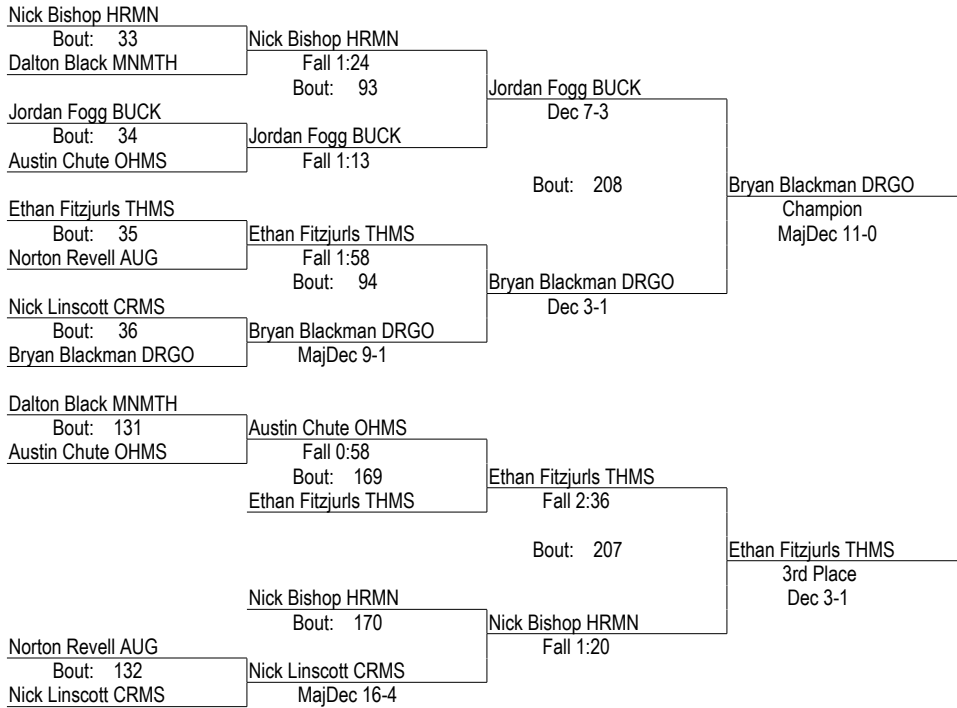 Nick Bishop HRMN
Bout: 33
Nick Bishop HRMN
Dalton Black MNMTH
Fall 1:24
Bout: 93
Jordan Fogg BUCK
Jordan Fogg BUCK
Dec 7-3
Bout: 34
Jordan Fogg BUCK
Austin Chute OHMS
Fall 1:13
Bout: 208
Bryan Blackman DRGO
Ethan Fitzjurls THMS
Champion
Bout: 35
Ethan Fitzjurls THMS
MajDec 11-0
Norton Revell AUG
Fall 1:58
Bout: 94
Bryan Blackman DRGO
Nick Linscott CRMS
Dec 3-1
Bout: 36
Bryan Blackman DRGO
Bryan Blackman DRGO
MajDec 9-1
Dalton Black MNMTH
Bout: 131
Austin Chute OHMS
Austin Chute OHMS
Fall 0:58
Bout: 169
Ethan Fitzjurls THMS
Ethan Fitzjurls THMS
Fall 2:36
Bout: 207
Ethan Fitzjurls THMS
3rd Place
Nick Bishop HRMN
Dec 3-1
Bout: 170
Nick Bishop HRMN
Norton Revell AUG
Fall 1:20
Bout: 132
Nick Linscott CRMS
Nick Linscott CRMS
MajDec 16-4